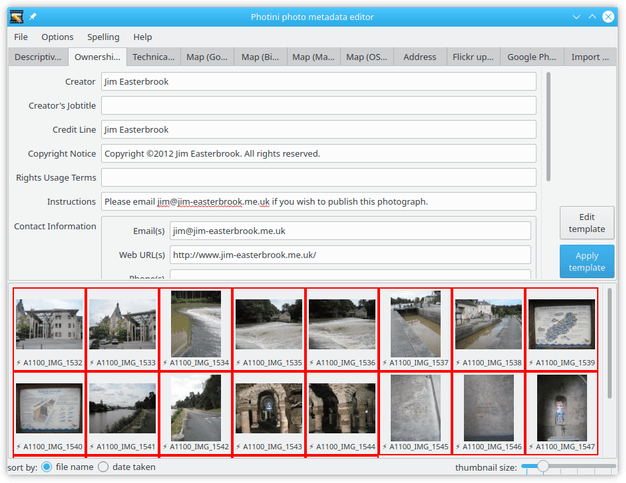 Photini photo metadata editor
File Options Spelling Help
Descriptiv... Ownershi... Technica... Map (Go... Map (Bi... Map (Ma... Map (OS... Address Flickr up... Google Ph... Import ...
Creator Jim Easterbrook
Creator's Jobtitle
Credit Line Jim Easterbrook
Copyright Notice Copyright ©2012 Jim Easterbrook. All rights reserved.
Rights Usage Terms
Instructions Please email jim@jim-easterbrook.me.uk if you wish to publish this photograph.
Contact Information
Email(s) jim@jim-easterbrook.me.uk
Web URL(s) http://www.jim-easterbrook.me.uk/
Phone(s)
Edit
template
Apply
template
A1100_IMG_1532 A1100_IMG_1533 A1100_IMG_1534 A1100_IMG_1535 A1100_IMG_1536 A1100_IMG_1537 A1100_IMG_1538 A1100_IMG_1539
A1100_IMG_1540 A1100_IMG_1541 A1100_IMG_1542 A1100_IMG_1543 A1100_IMG_1544 A1100_IMG_1545 A1100_IMG_1546 A1100_IMG_1547
sort by: file name date taken thumbnail size: